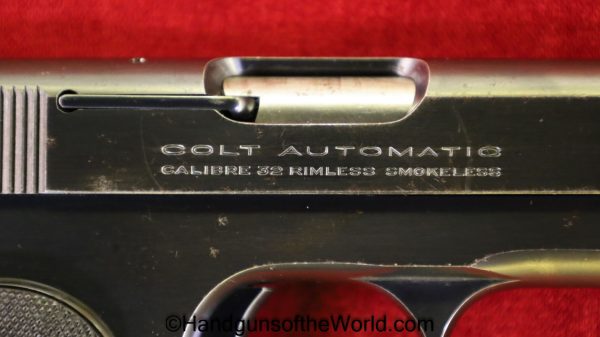 COLT AUTOMATIC
CALIBRE 32 RIMLESS SMOKELESS
©HandgunsoftheWorld.com